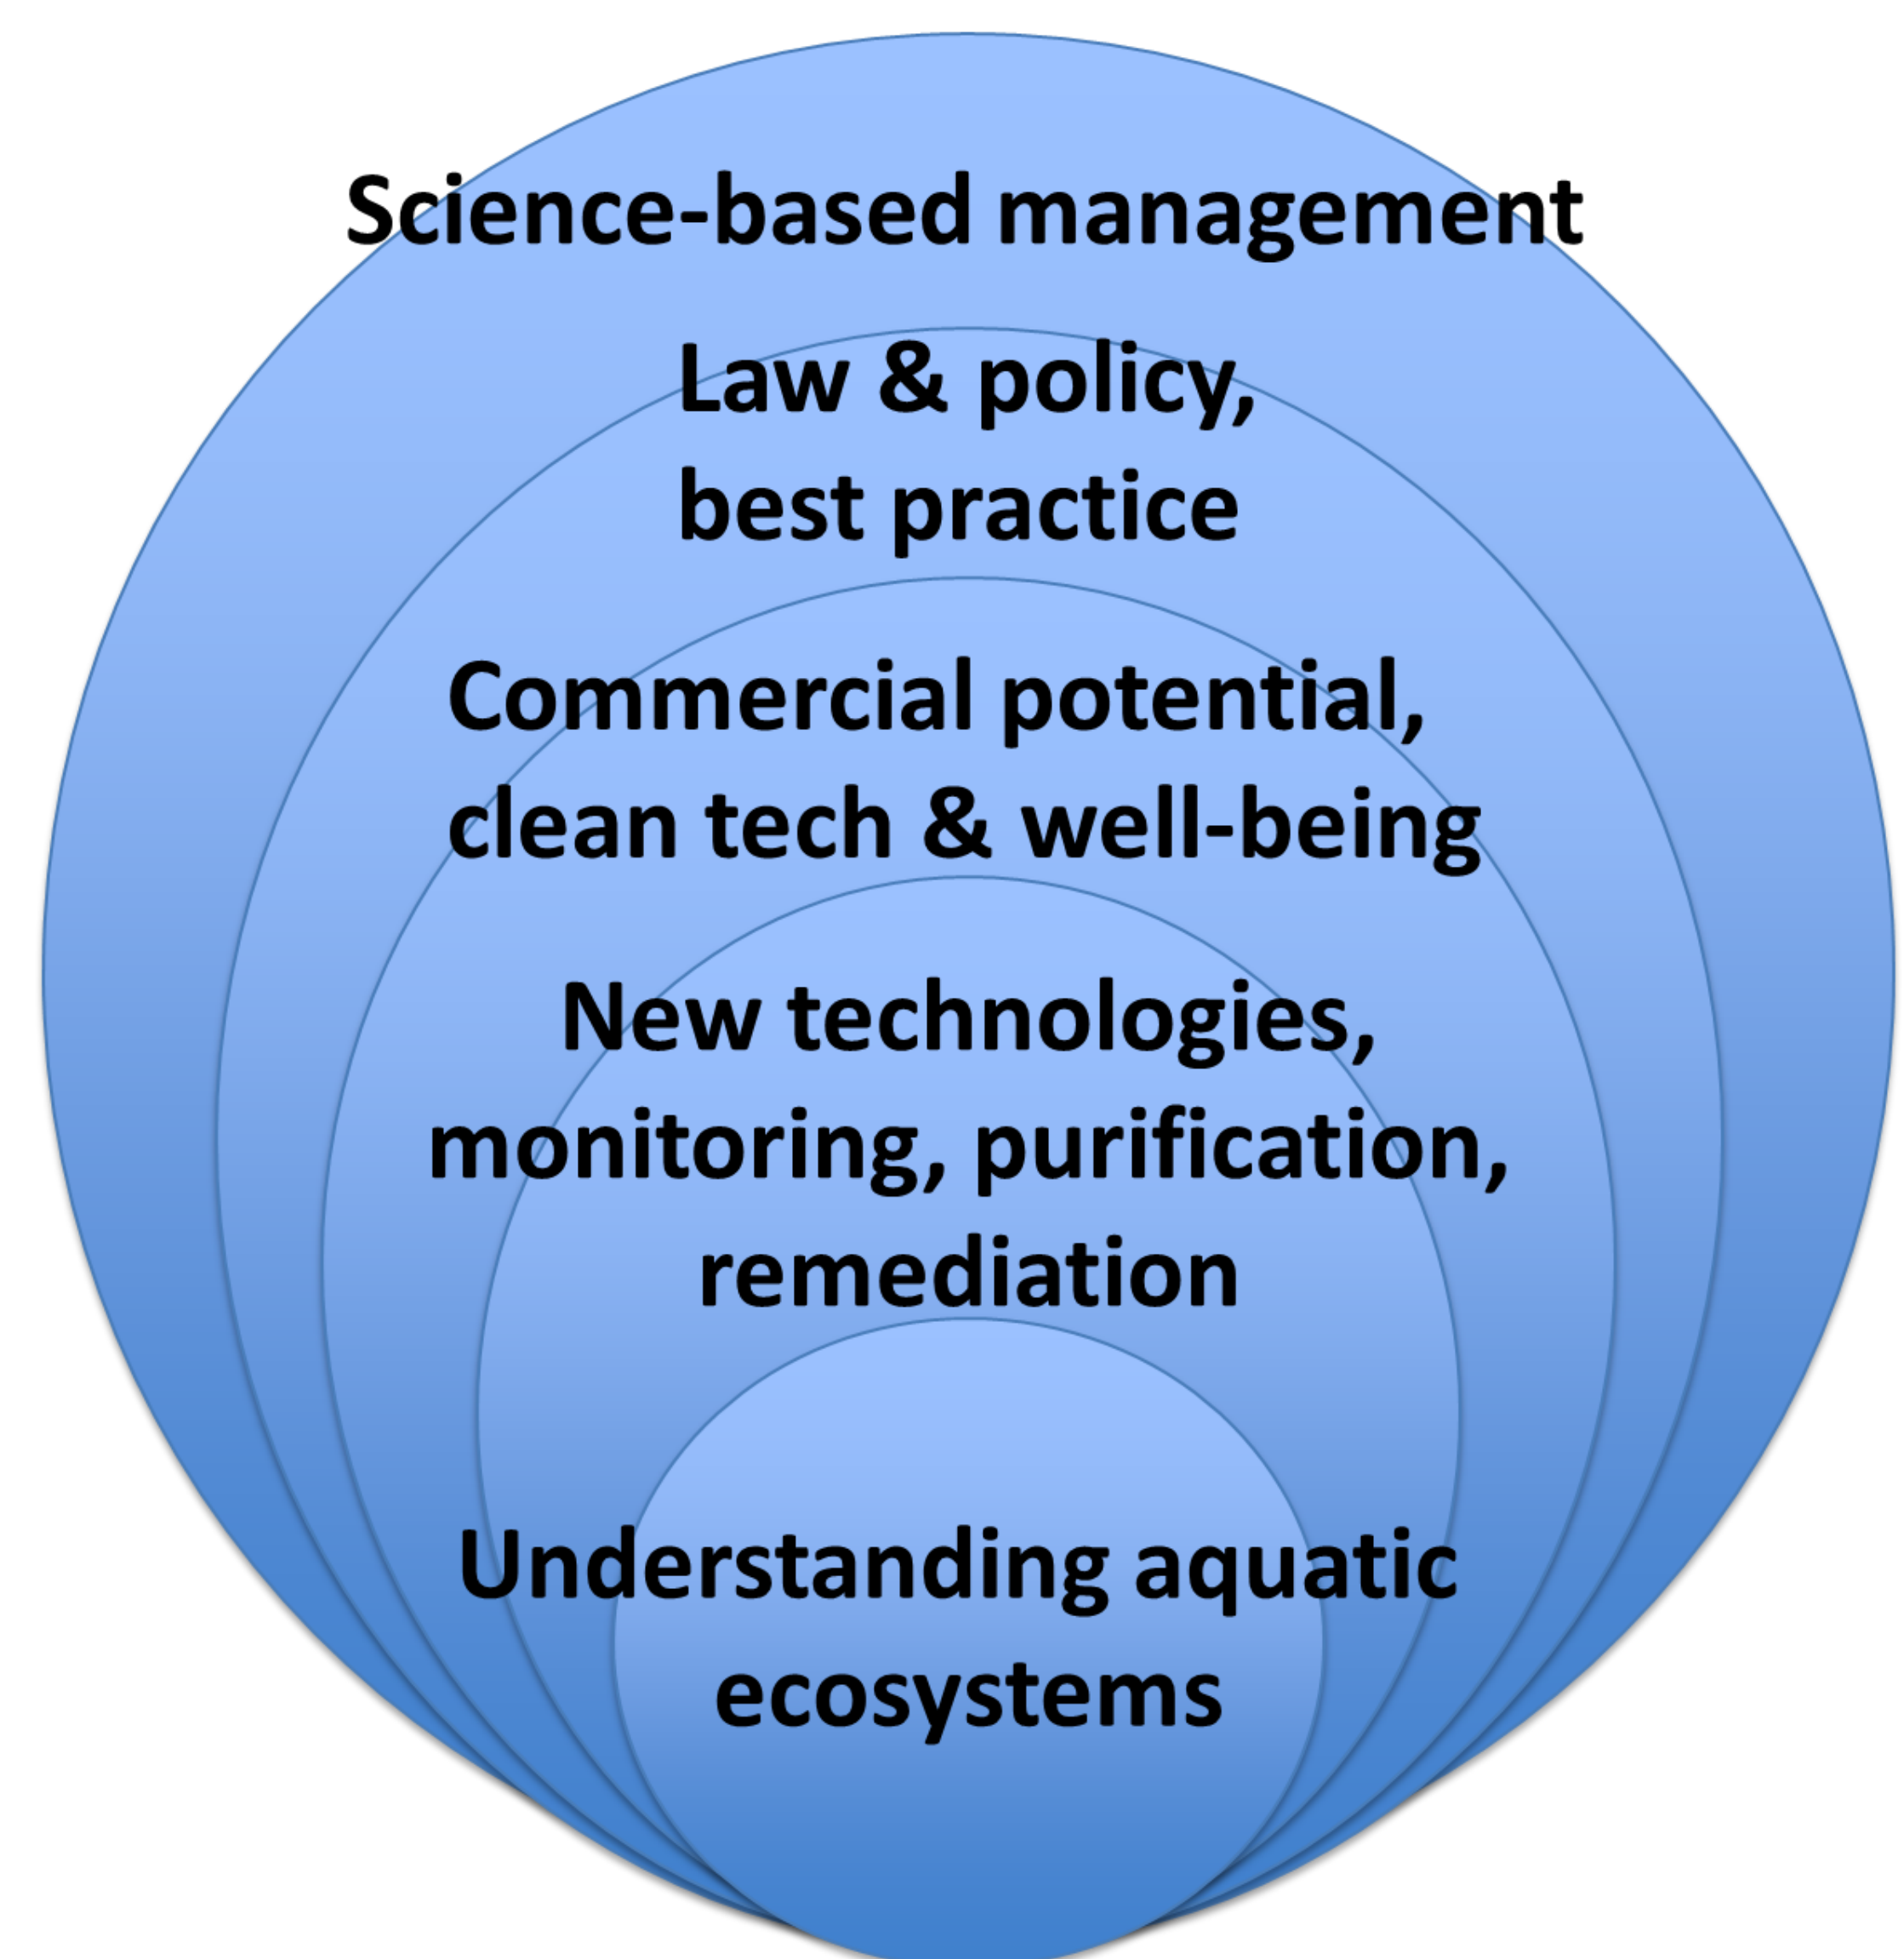 Science-based management
Law & policy,
best practice
Commercial potential,
clean tech & well-being
New technologies,
monitoring, purification,
remediation
Understanding aquatic
ecosystems